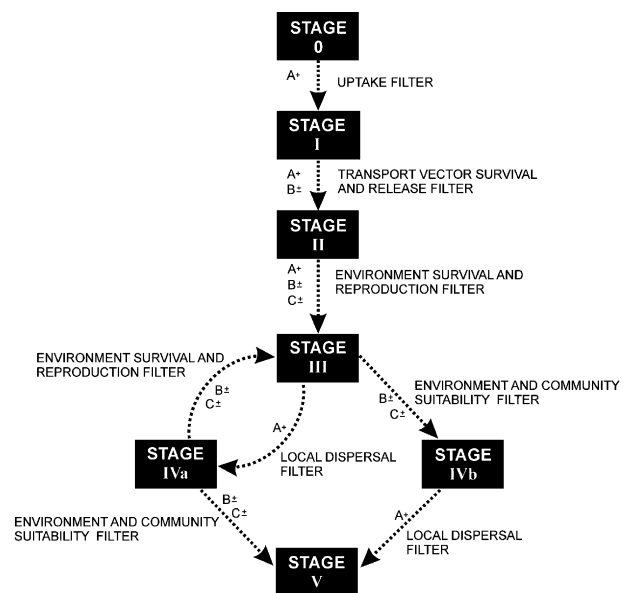 STAGE
0
A+
UPTAKE FILTER
STAGE
I
A+
B±
TRANSPORT VECTOR SURVIVAL
AND RELEASE FILTER
STAGE
II
A+
B±
C±
ENVIRONMENT SURVIVAL AND
REPRODUCTION FILTER
STAGE
III
ENVIRONMENT SURVIVAL AND
REPRODUCTION FILTER
B±
C±
A+
LOCAL DISPERSAL
FILTER
B±
C±
ENVIRONMENT AND COMMUNITY
SUITABILITY FILTER
STAGE
IVa
STAGE
IVb
B±
C±
ENVIRONMENT AND COMMUNITY
SUITABILITY FILTER
A+
LOCAL DISPERSAL
FILTER
STAGE
V